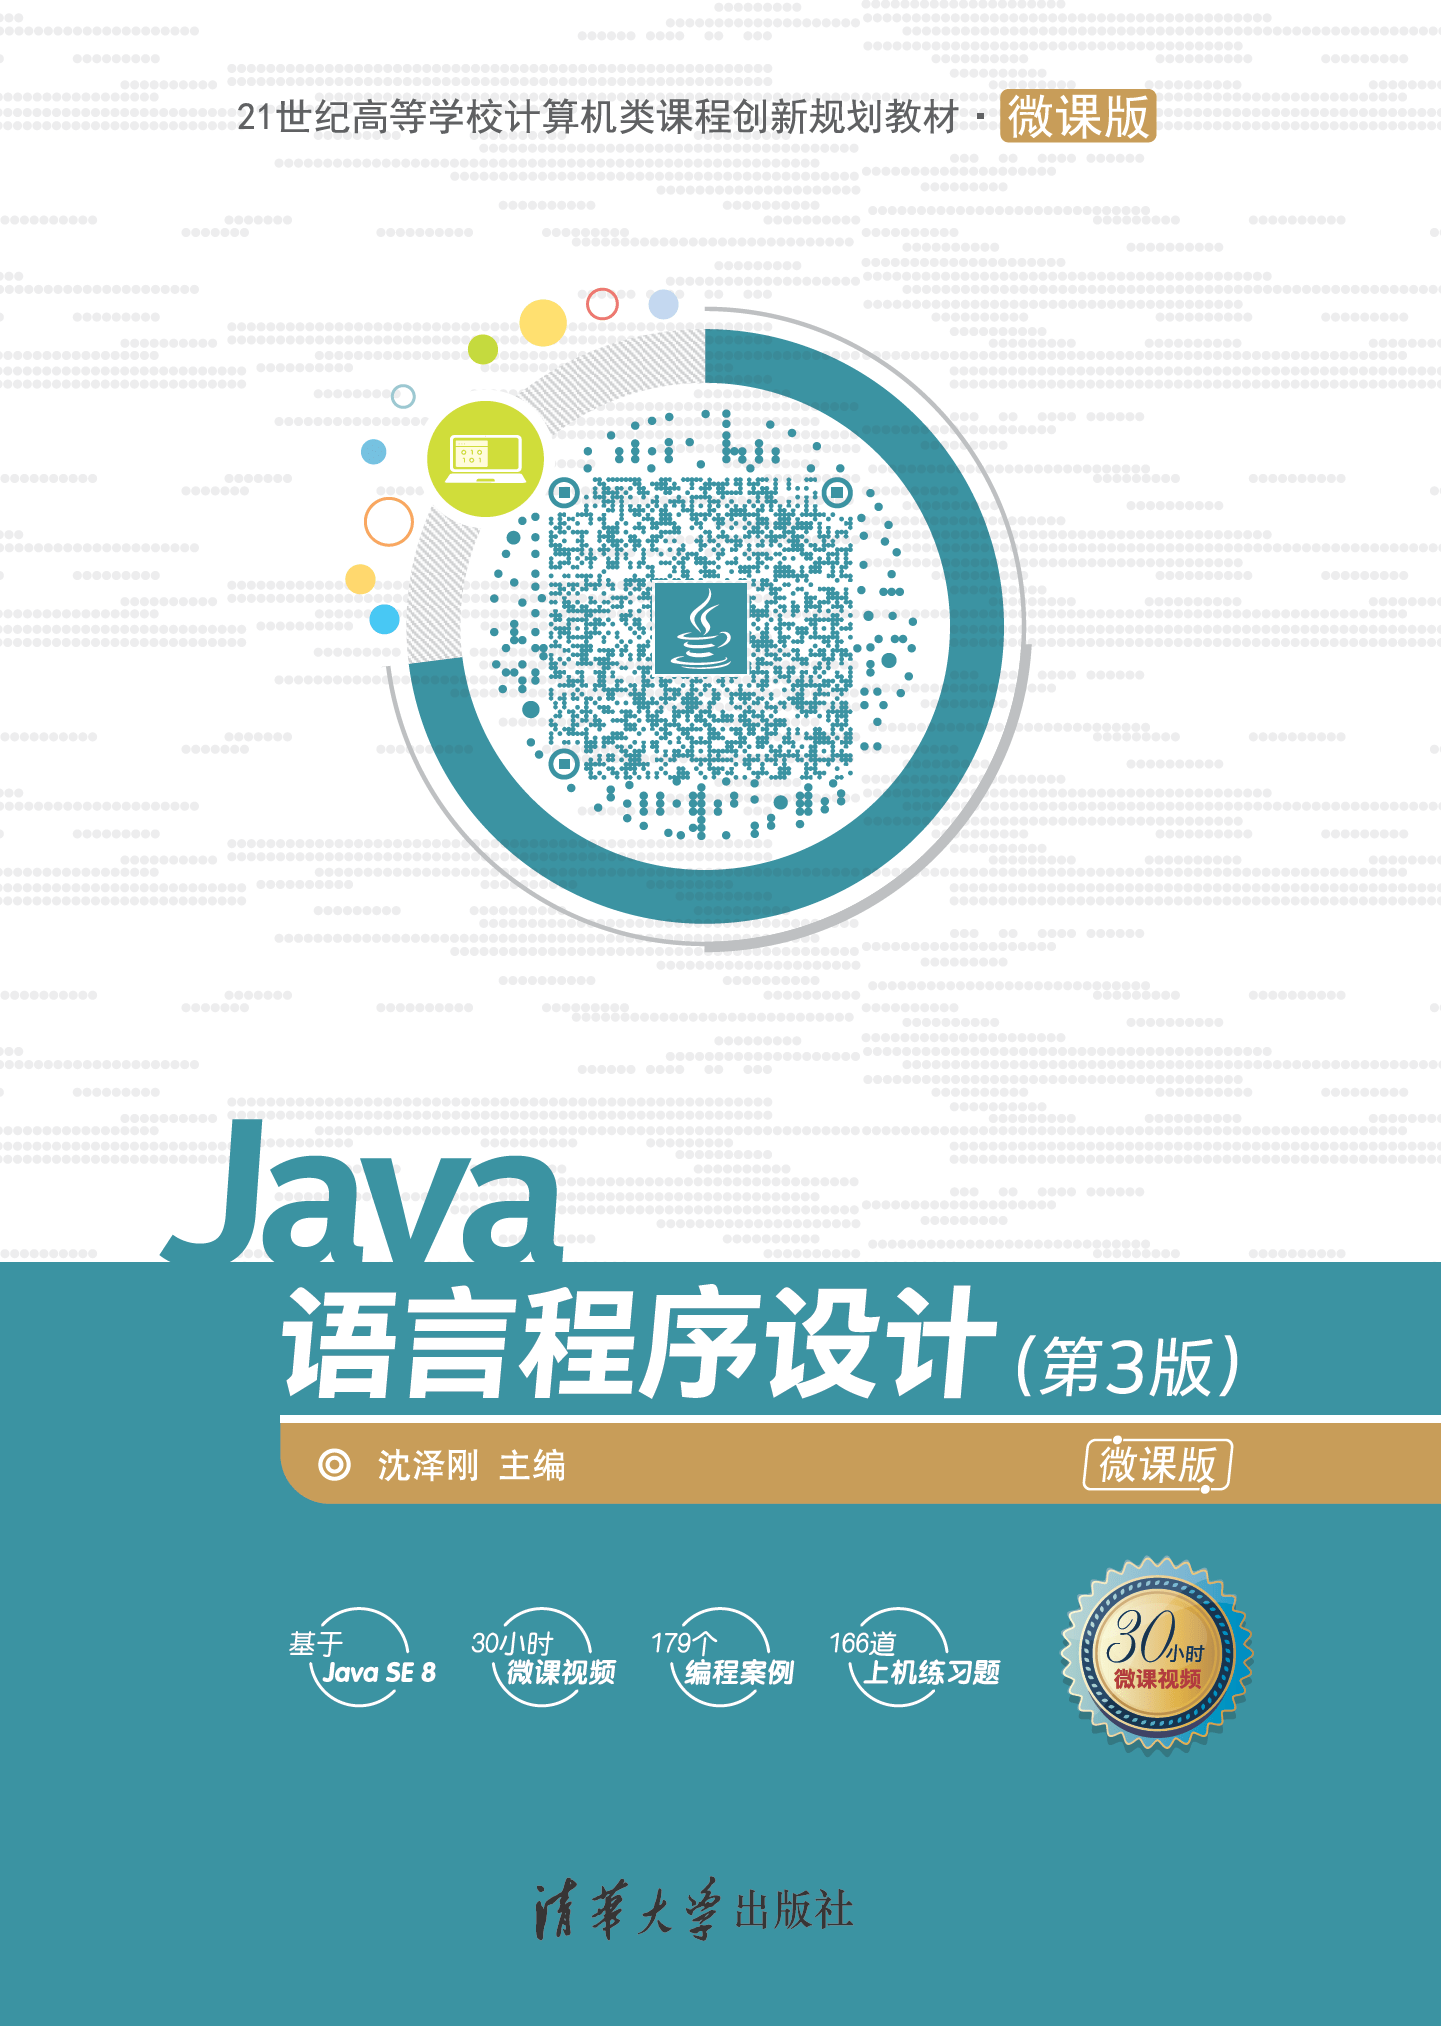 21世纪高等学校计算机类课程创新规划教材·微课版
010
101
Java
语言程序设计(第3版)
沈泽刚 主编
微课版
基于
Java SE 8
30小时
微课视频
179个
编程案例
166道
上机练习题
30小时
微课视频
清华大学出版社